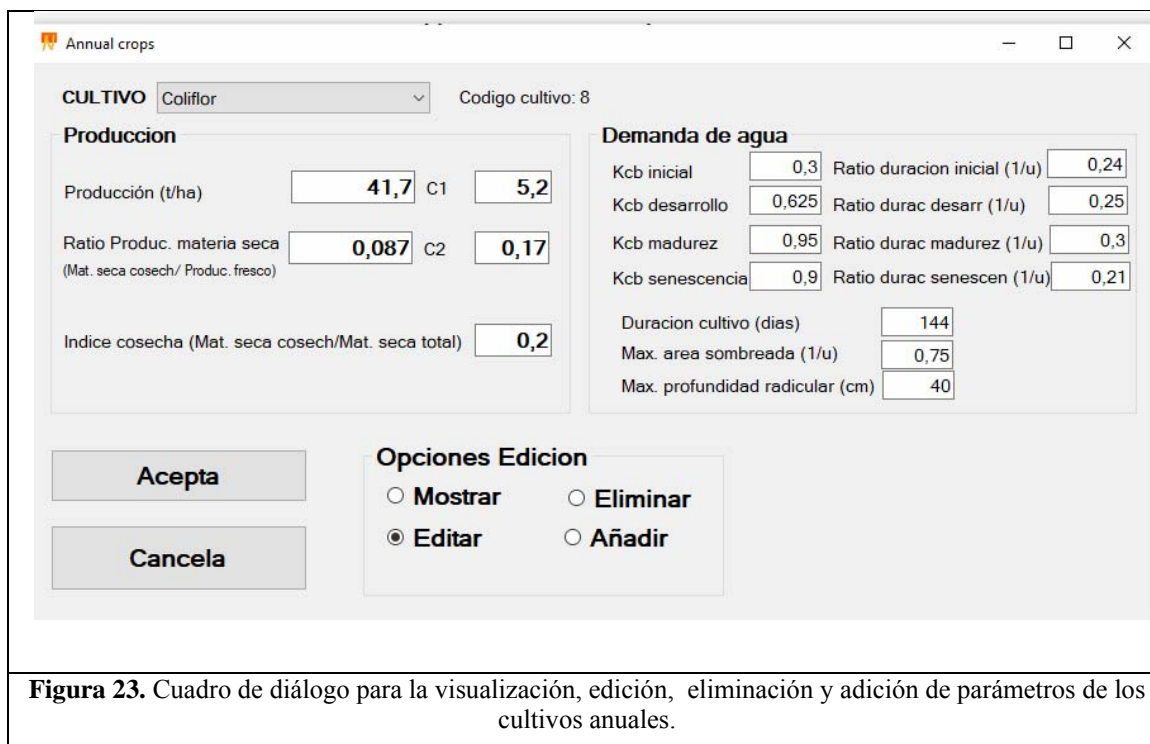 Annual crops
CULTIVO Coliflor Codigo cultivo: 8
Produccion
Producción (t/ha) 41,7 C1 5,2
Ratio Produc. materia seca 0,087 C2 0,17
(Mat. seca cosech/ Produc. fresco)
Indice cosecha (Mat. seca cosech/Mat. seca total) 0,2
Demanda de agua
Kcb inicial 0,3 Ratio duracion inicial (1/u) 0,24
Kcb desarrollo 0,625 Ratio durac desarr (1/u) 0,25
Kcb madurez 0,95 Ratio durac madurez (1/u) 0,3
Kcb senescencia 0,9 Ratio durac senescen (1/u) 0,21
Duracion cultivo (dias) 144
Max. area sombreada (1/u) 0,75
Max. profundidad radicular (cm) 40
Acepta
Cancela
Opciones Edicion
Mostrar Eliminar
Editar Añadir
Figura 23. Cuadro de diálogo para la visualización, edición, eliminación y adición de parámetros de los
cultivos anuales.